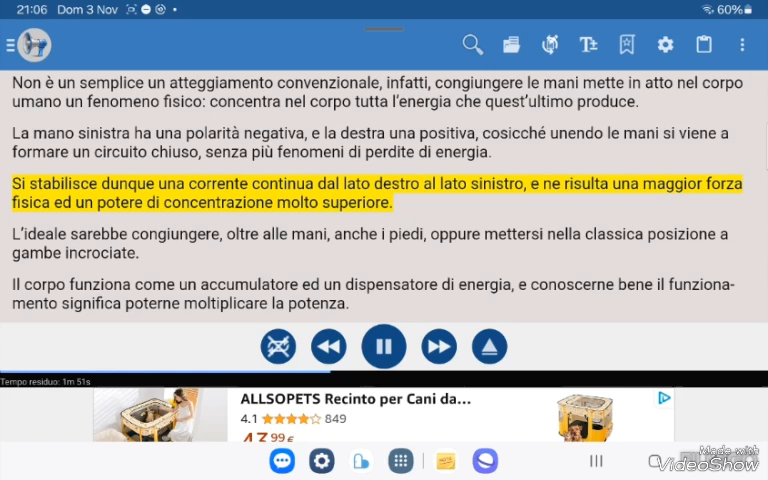 21:06 Dom 3 Nov
60%
Non è un semplice un atteggiamento convenzionale, infatti, congiungere le mani mette in atto nel corpo
umano un fenomeno fisico: concentra nel corpo tutta l'energia che quest'ultimo produce.
La mano sinistra ha una polarità negativa, e la destra una positiva, cosicché unendo le mani si viene a
formare un circuito chiuso, senza più fenomeni di perdite di energia.
Si stabilisce dunque una corrente continua dal lato destro al lato sinistro, e ne risulta una maggior forza
fisica ed un potere di concentrazione molto superiore.
L'ideale sarebbe congiungere, oltre alle mani, anche i piedi, oppure mettersi nella classica posizione a
gambe incrociate.
Il corpo funziona come un accumulatore ed un dispensatore di energia, e conoscerne bene il funziona-
mento significa poterne moltiplicare la potenza.
Tempo residuo: 1m 51s
ALLSOPETS Recinto per Cani da...
4.1 849
43,99 €
Made with
VideoShow